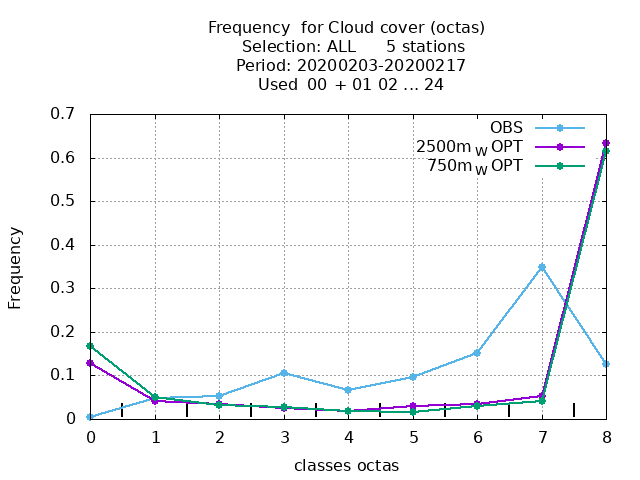 Frequency  for Cloud cover (octas)
Selection: ALL      5 stations
Period: 20200203-20200217
Used  00  + 01 02 ... 24
0.7
0.6
0.5
0.4
0.3
0.2
0.1
0
Frequency
OBS
2500m W OPT
750m W OPT
0 1 2 3 4 5 6 7 8
classes octas